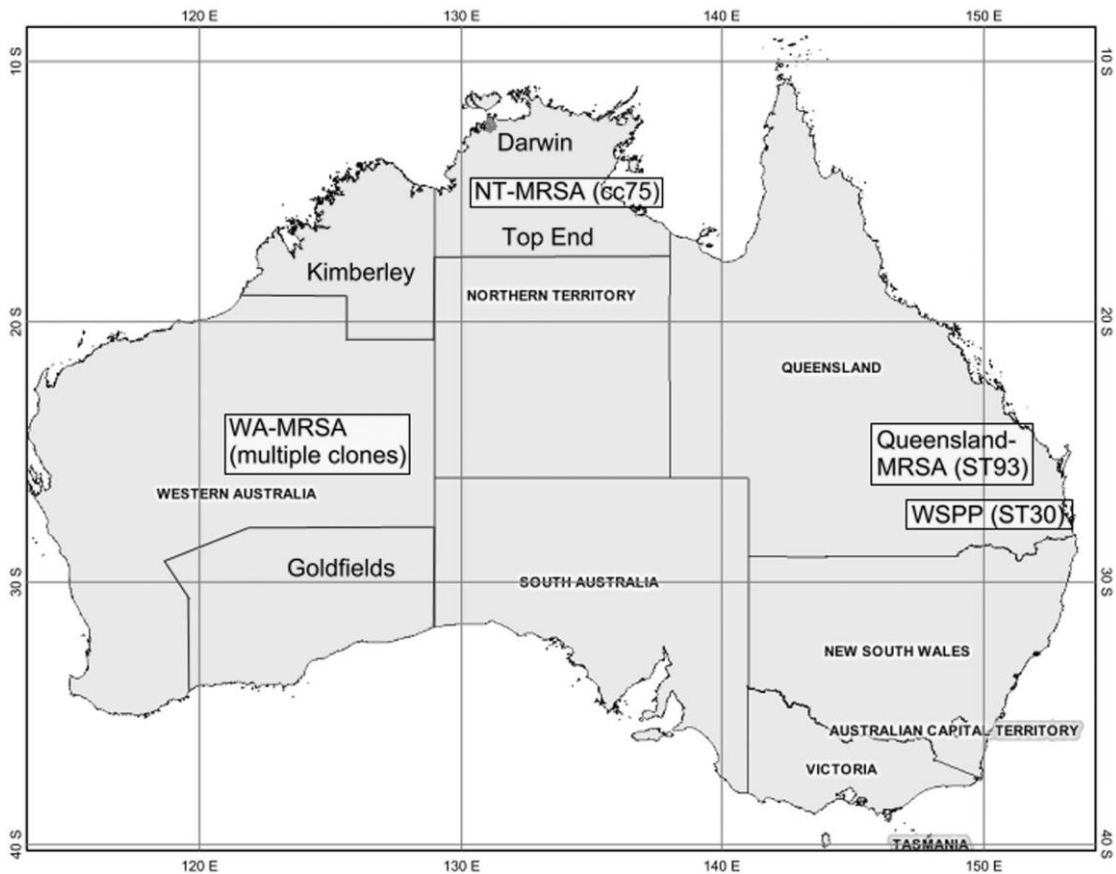 120 E
130 E
140 E
150 E
10 S
10 S
Darwin
NT-MRSA (cc75)
Top End
Kimberley
NORTHERN TERRITORY
20 S
20 S
QUEENSLAND
WA-MRSA
(multiple clones)
Queensland-
MRSA (ST93)
WESTERN AUSTRALIA
WSPP (ST30)
Goldfields
SOUTH AUSTRALIA
30 S
30 S
NEW SOUTH WALES
AUSTRALIAN CAPITAL TERRITORY
VICTORIA
TASMANIA
40 S
40 S
120 E
130 E
140 E
150 E